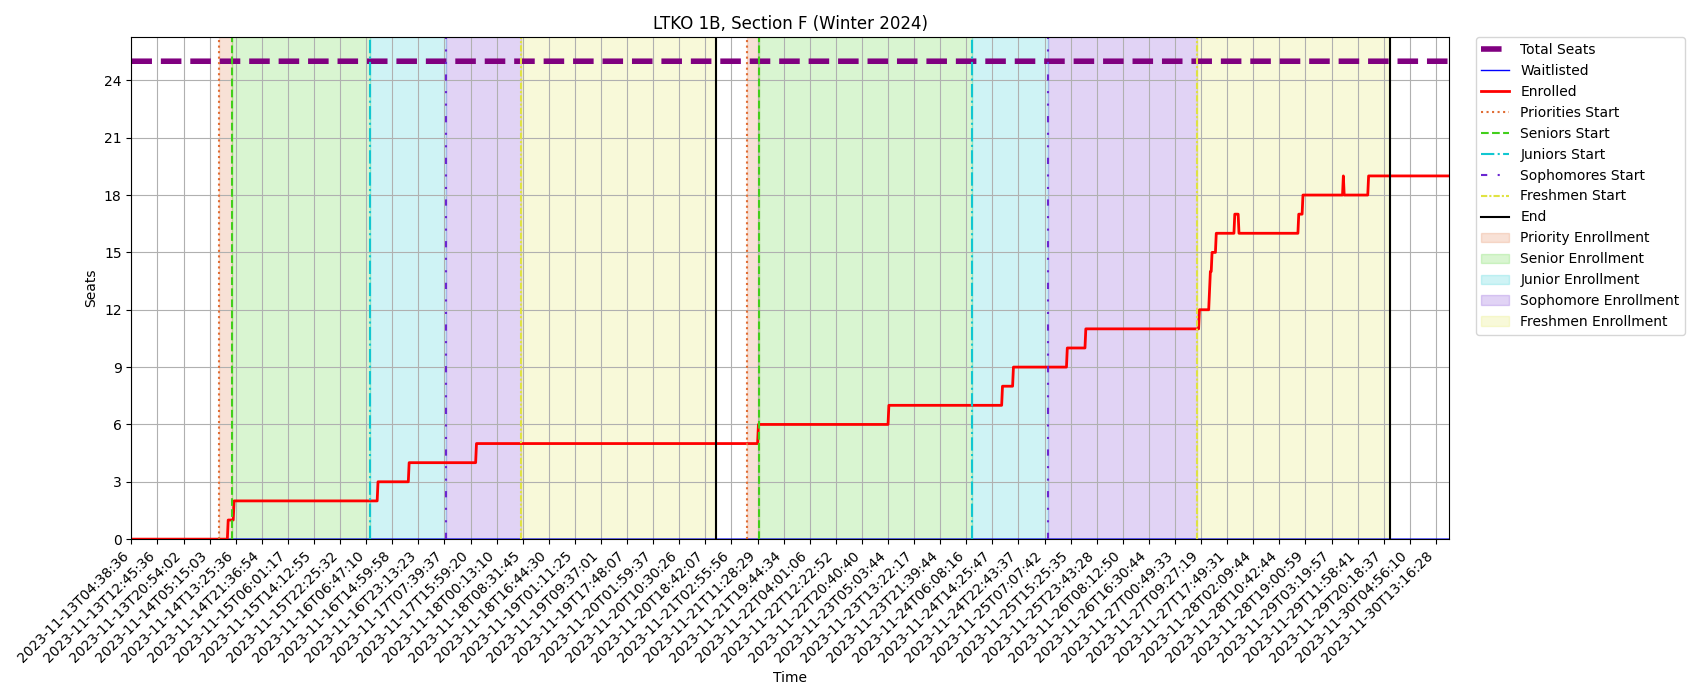 LTKO 1B, Section F (Winter 2024)
Total Seats
Waitlisted
Enrolled
Priorities Start
Seniors Start
Juniors Start
Sophomores Start
Freshmen Start
End
Priority Enrollment
Senior Enrollment
Junior Enrollment
Sophomore Enrollment
Freshmen Enrollment
Seats
24
21
18
15
12
9
6
3
0
2023-11-13T04:38:36
2023-11-13T12:45:36
2023-11-13T20:54:02
2023-11-14T05:15:03
2023-11-14T13:25:36
2023-11-14T21:36:54
2023-11-15T06:01:17
2023-11-15T14:12:55
2023-11-15T22:25:32
2023-11-16T06:47:10
2023-11-16T14:59:58
2023-11-16T23:13:23
2023-11-17T07:39:37
2023-11-17T15:59:20
2023-11-18T00:13:10
2023-11-18T08:31:45
2023-11-18T16:44:30
2023-11-19T01:11:25
2023-11-19T09:37:01
2023-11-19T17:48:07
2023-11-20T01:59:37
2023-11-20T10:30:26
2023-11-20T18:42:07
2023-11-21T02:55:56
2023-11-21T11:28:29
2023-11-21T19:44:34
2023-11-22T04:01:06
2023-11-22T12:22:52
2023-11-22T20:40:40
2023-11-23T05:03:44
2023-11-23T13:22:17
2023-11-23T21:39:44
2023-11-24T06:08:16
2023-11-24T14:25:47
2023-11-24T22:43:37
2023-11-25T07:07:42
2023-11-25T15:25:35
2023-11-25T23:43:28
2023-11-26T08:12:50
2023-11-26T16:30:44
2023-11-27T00:49:33
2023-11-27T09:27:19
2023-11-27T17:49:31
2023-11-28T02:09:44
2023-11-28T10:42:44
2023-11-28T19:00:59
2023-11-29T03:19:57
2023-11-29T11:58:41
2023-11-29T20:18:37
2023-11-30T04:56:10
2023-11-30T13:16:28
Time